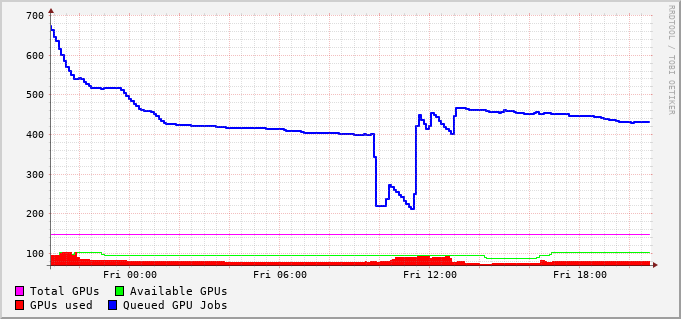 700
600
500
400
300
200
100
Fri 00:00 Fri 06:00 Fri 12:00 Fri 18:00
Total GPUs Available GPUs
GPUs used Queued GPU Jobs
RRDTOOL / TOBI OETIKER